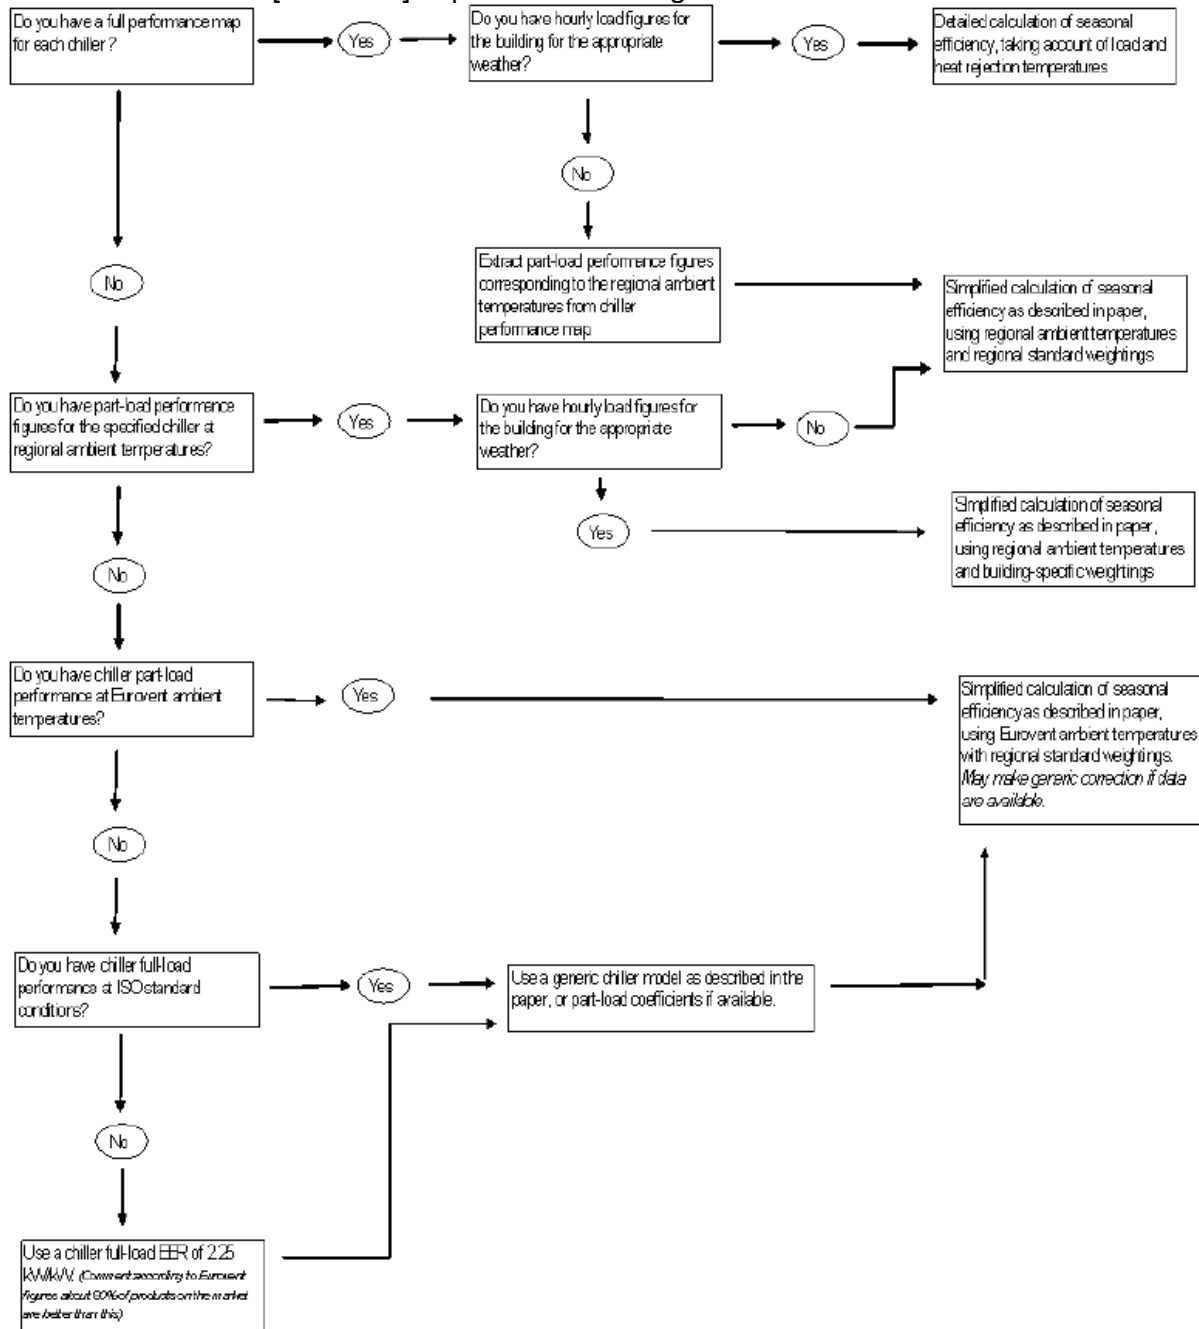 Do you have a full performance map
for each chiller?
Yes
Do you have hourly load figures for
the building for the appropriate
weather?
Yes
Detailed calculation of seasonal
efficiency, taking account of load and
heat rejection temperatures
No
No
Extract part-load performance figures
corresponding to the regional ambient
temperatures from chiller
performance map
Simplified calculation of seasonal
efficiency as described in paper,
using regional ambient temperatures
and regional standard weightings
Do you have part-load performance
figures for the specified chiller at
regional ambient temperatures?
Yes
Do you have hourly load figures for
the building for the appropriate
weather?
No
Yes
Simplified calculation of seasonal
efficiency as described in paper,
using regional ambient temperatures
and building-specific weightings
No
Do you have chiller part-load
performance at Eurovent ambient
temperatures?
Yes
Simplified calculation of seasonal
efficiency as described in paper,
using Eurovent ambient temperatures
with regional standard weightings.
May make generic correction if data
are available.
No
Do you have chiller full-load
performance at ISO standard
conditions?
Yes
Use a generic chiller model as described in the
paper, or part-load coefficients if available.
No
Use a chiller full-load EER of 2.25
kW/kW. (Comment according to Eurovent
figures about 90% of products on the market
are better than this)